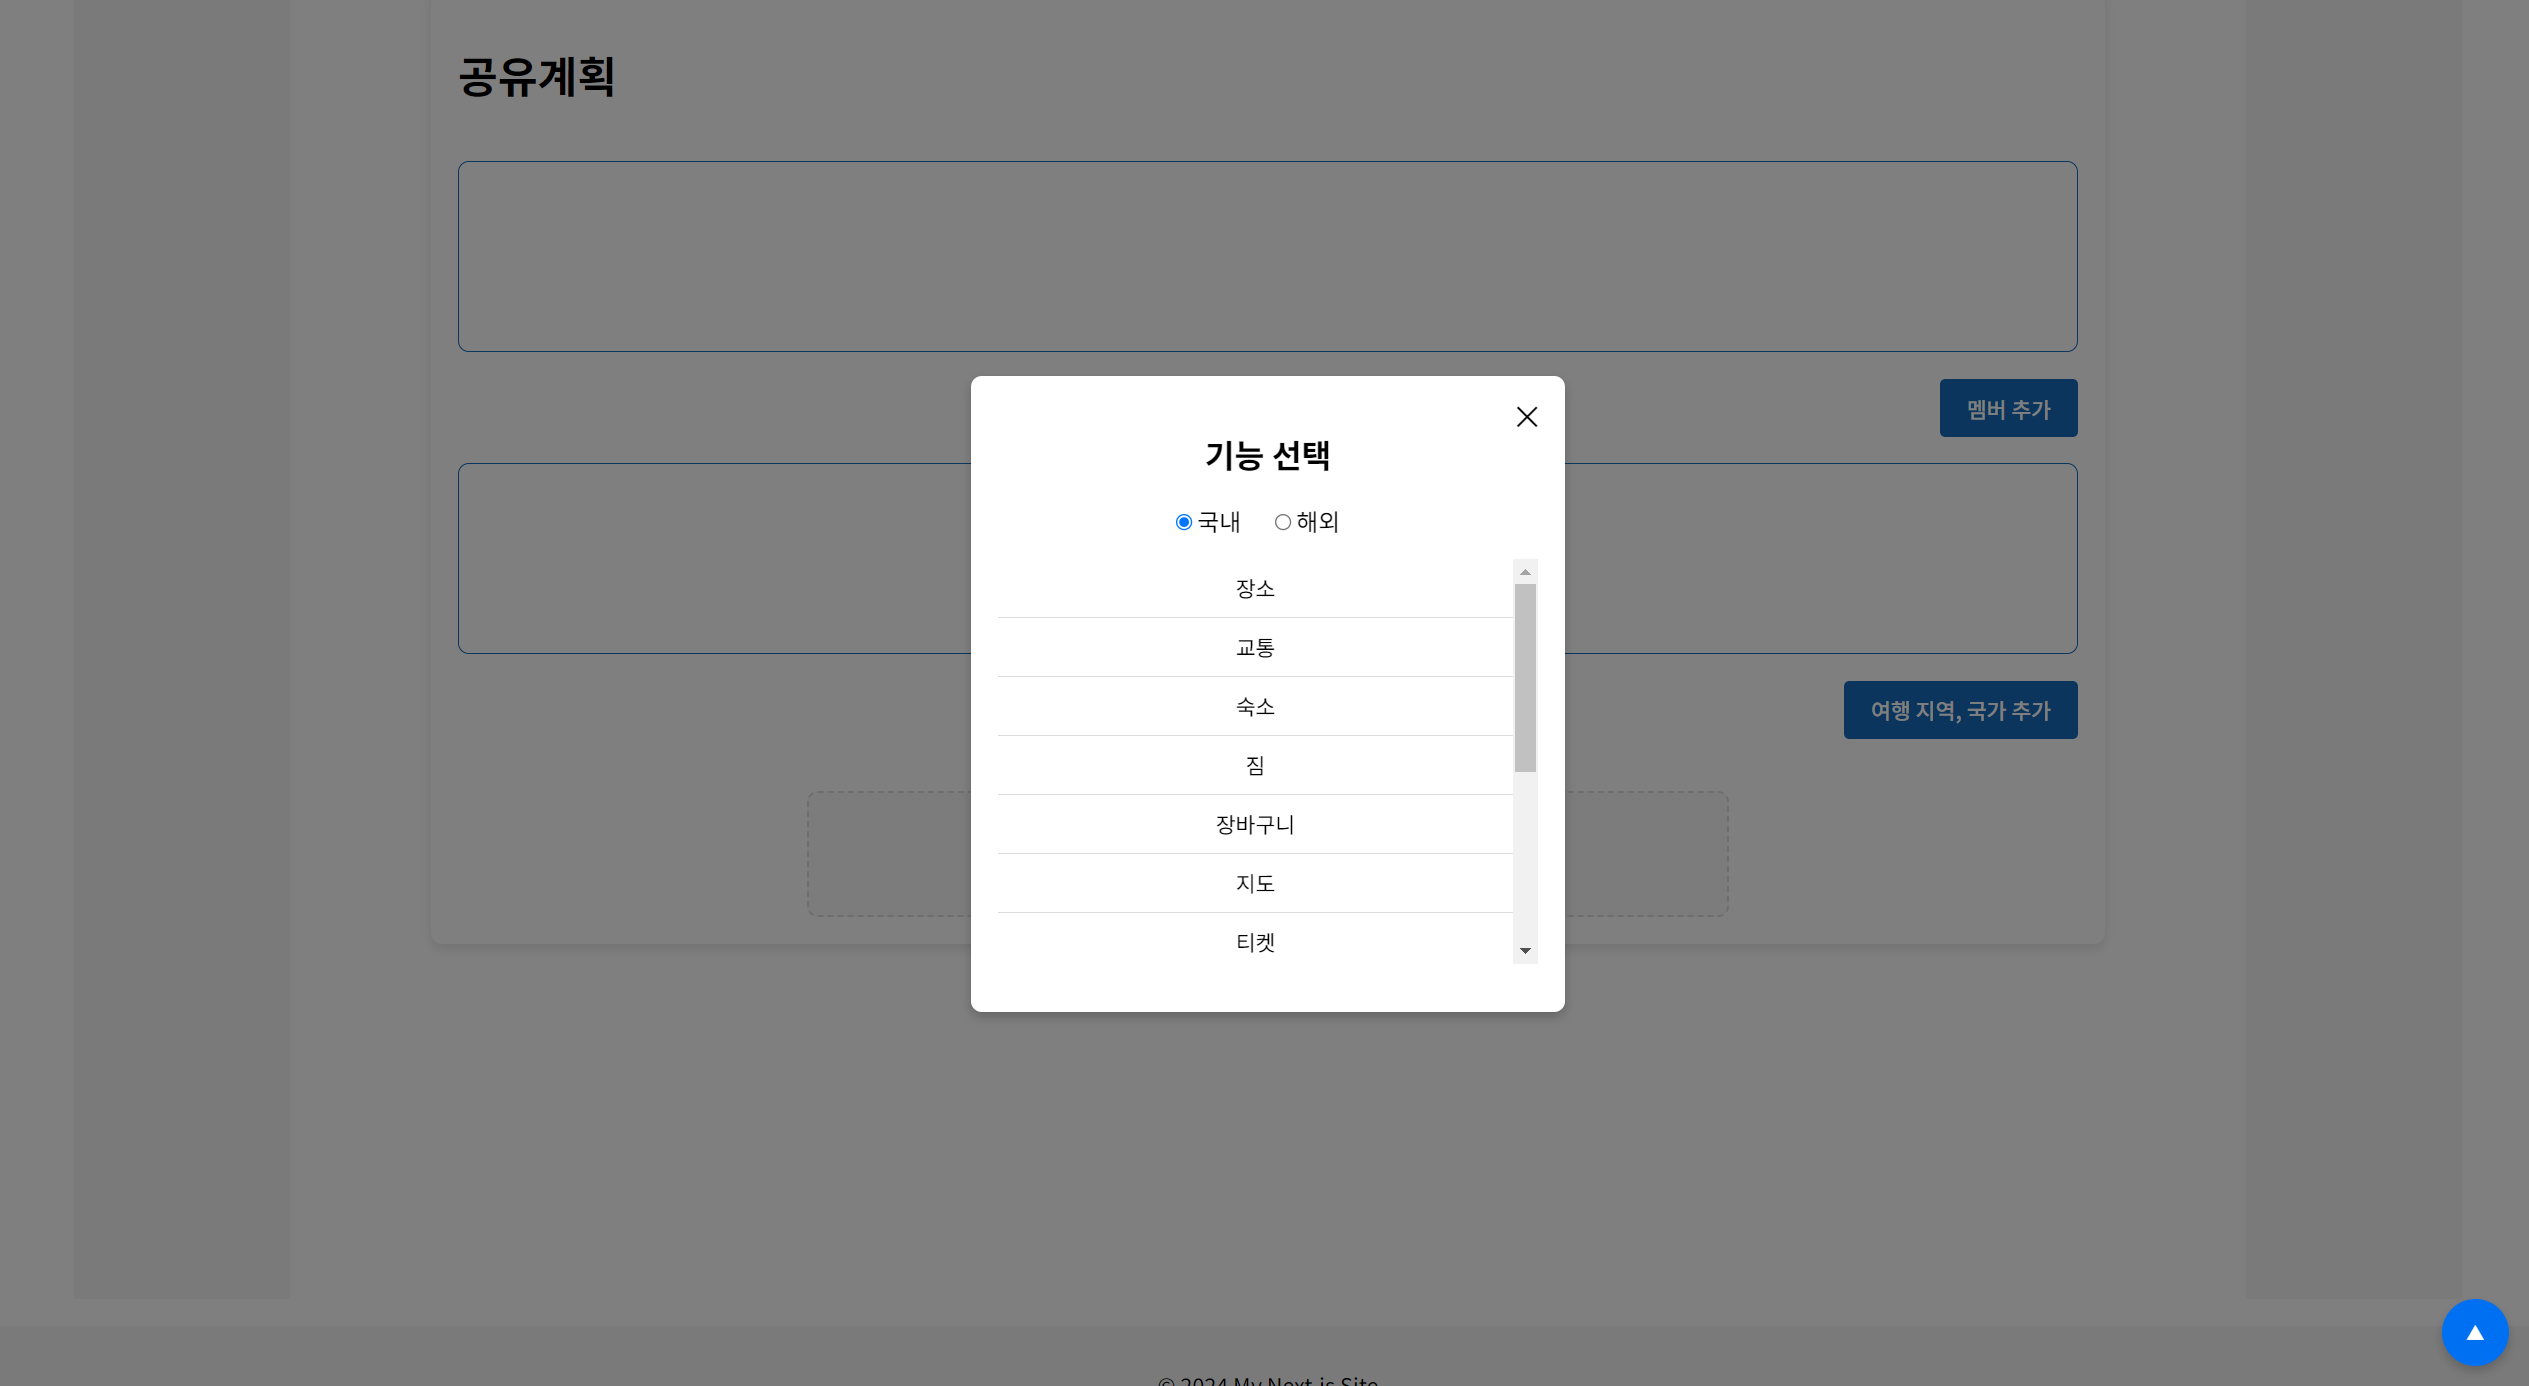 공유계획
멤버 추가
기능 선택
국내
해외
장소
교통
숙소
짐
장바구니
지도
티켓
여행 지역, 국가 추가
© 2024 My Next.js Site